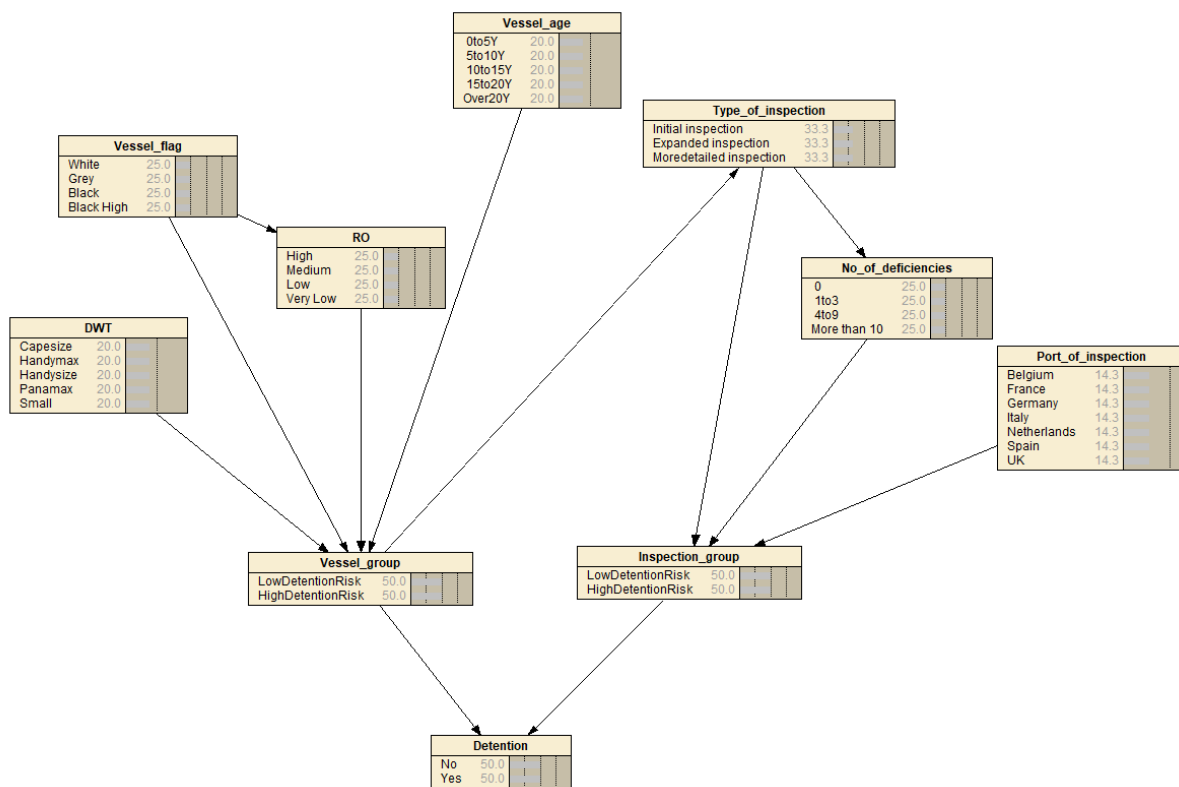 Vessel_age
0to5Y 20.0
5to10Y 20.0
10to15Y 20.0
15to20Y 20.0
Over20Y 20.0
Type_of_inspection
Initial inspection 33.3
Expanded inspection 33.3
Moredetailed inspection 33.3
Vessel_flag
White 25.0
Grey 25.0
Black 25.0
Black High 25.0
RO
High 25.0
Medium 25.0
Low 25.0
Very Low 25.0
No_of_deficiencies
0 25.0
1to3 25.0
4to9 25.0
More than 10 25.0
DWT
Capesize 20.0
Handymax 20.0
Handysize 20.0
Panamax 20.0
Small 20.0
Port_of_inspection
Belgium 14.3
France 14.3
Germany 14.3
Italy 14.3
Netherlands 14.3
Spain 14.3
UK 14.3
Vessel_group
LowDetentionRisk 50.0
HighDetentionRisk 50.0
Inspection_group
LowDetentionRisk 50.0
HighDetentionRisk 50.0
Detention
No 50.0
Yes 50.0